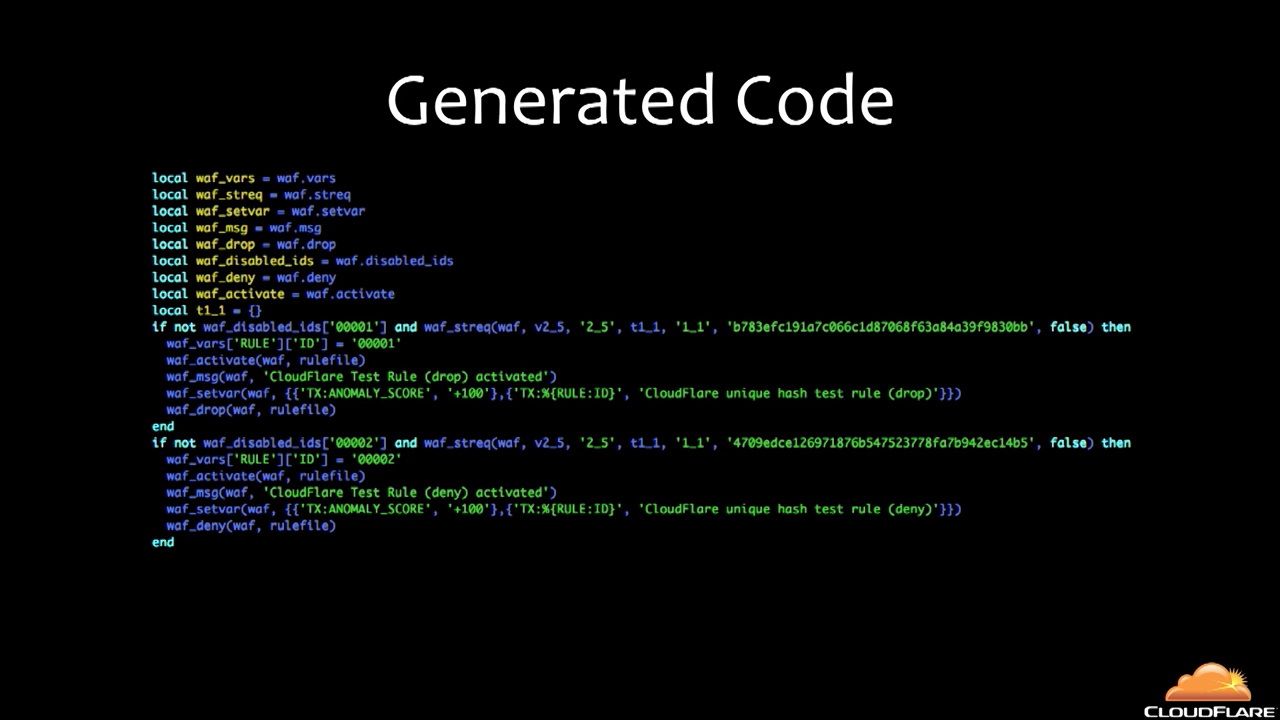 Generated Code
local waf_vars = waf.vars
local waf_streq = waf.streq
local waf_setvar = waf.setvar
local waf_msg = waf.msg
local waf_drop = waf.drop
local waf_disabled_ids = waf.disabled_ids
local waf_deny = waf.deny
local waf_activate = waf.activate
local t1_1 = {}
if not waf_disabled_ids['00001'] and waf_streq(waf, v2_5, '2_5', t1_1, '1_1', 'b783efc191a7c066c1d87068f63a84a39f9830bb', false) then
  waf_vars['RULE']['ID'] = '00001'
  waf_activate(waf, rulefile)
  waf_msg(waf, 'CloudFlare Test Rule (drop) activated')
  waf_setvar(waf, {{'TX:ANOMALY_SCORE', '+100'},{'TX:%{RULE:ID}', 'CloudFlare unique hash test rule (drop)'}})
  waf_drop(waf, rulefile)
end
if not waf_disabled_ids['00002'] and waf_streq(waf, v2_5, '2_5', t1_1, '1_1', '4709edce126971876b547523778fa7b942ec14b5', false) then
  waf_vars['RULE']['ID'] = '00002'
  waf_activate(waf, rulefile)
  waf_msg(waf, 'CloudFlare Test Rule (deny) activated')
  waf_setvar(waf, {{'TX:ANOMALY_SCORE', '+100'},{'TX:%{RULE:ID}', 'CloudFlare unique hash test rule (deny)'}})
  waf_deny(waf, rulefile)
end
CLOUDFLARE